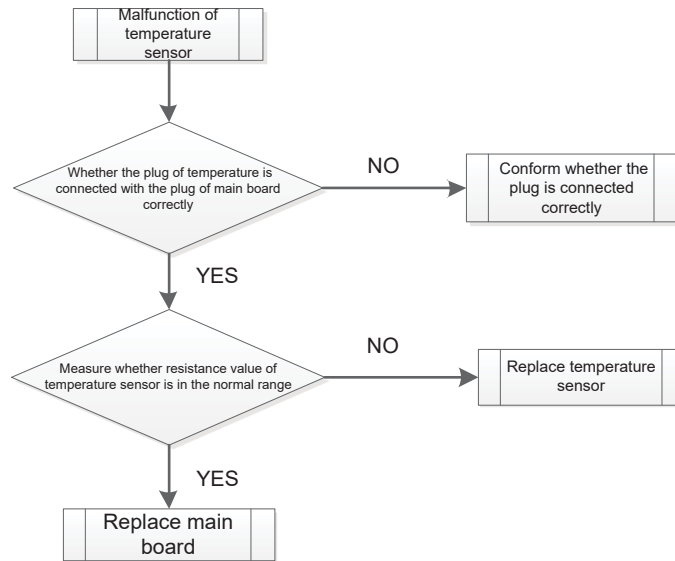 Malfunction of
temperature
sensor
Whether the plug of temperature is
connected with the plug of main board
correctly
NO
Conform whether the
plug is connected
correctly
YES
Measure whether resistance value of
temperature sensor is in the normal range
NO
Replace temperature
sensor
YES
Replace main
board